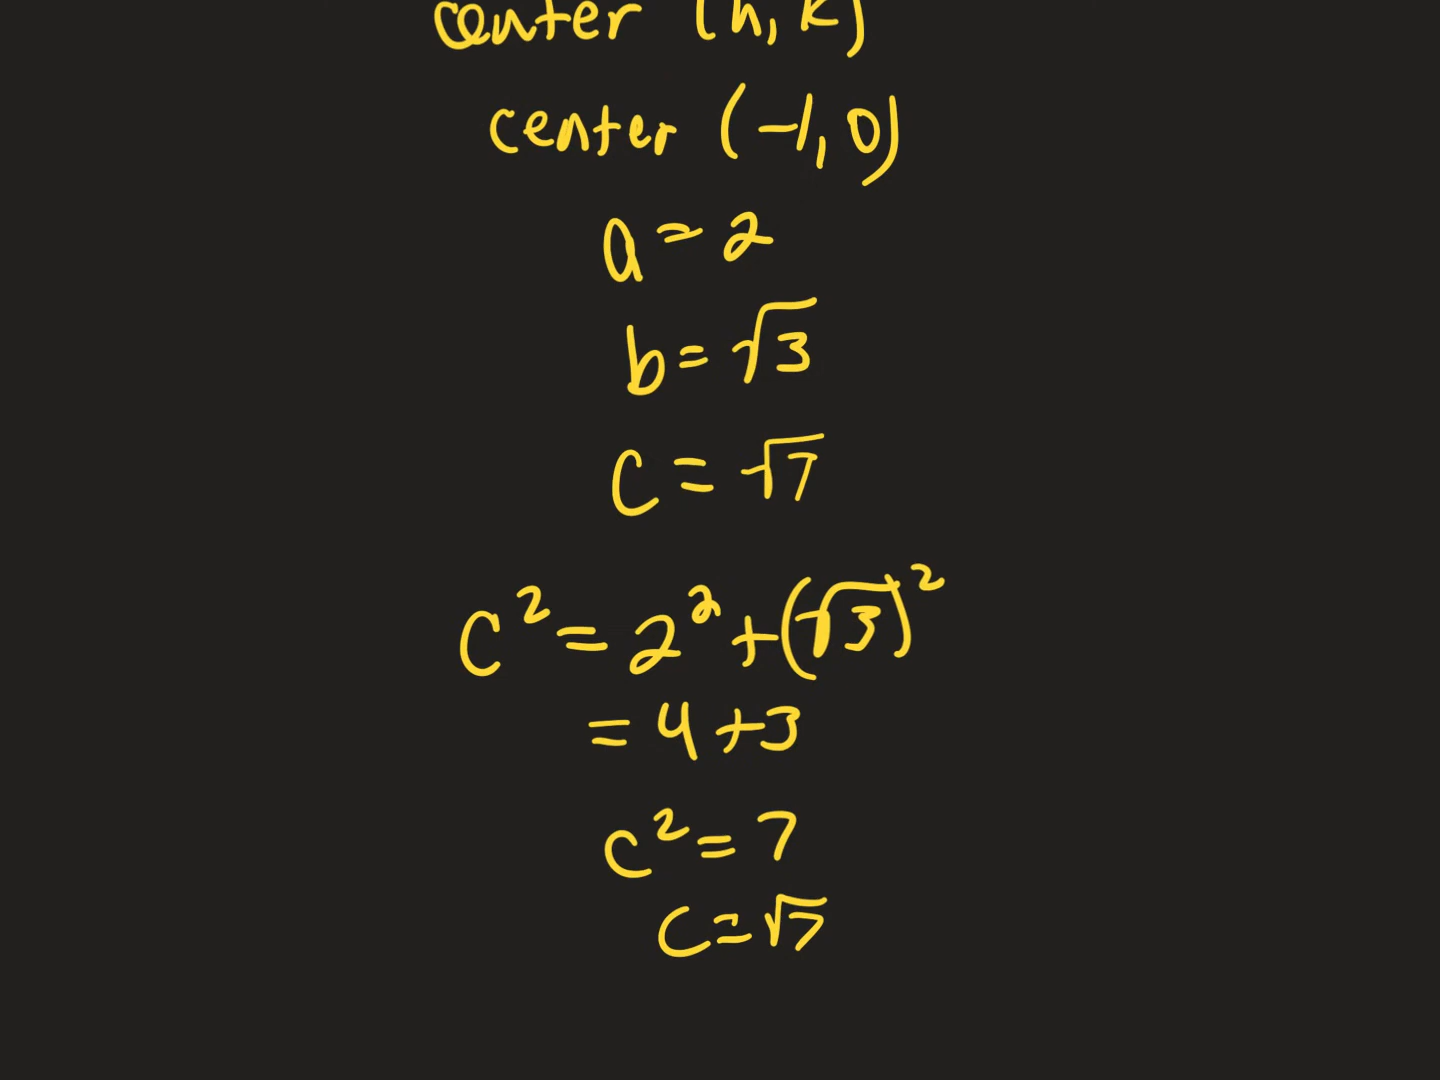 center (h, k)
center (-1, 0)
a = 2
b = √3
c = √7
c² = 2² + (√3)²
= 4 + 3
c² = 7
c = √7